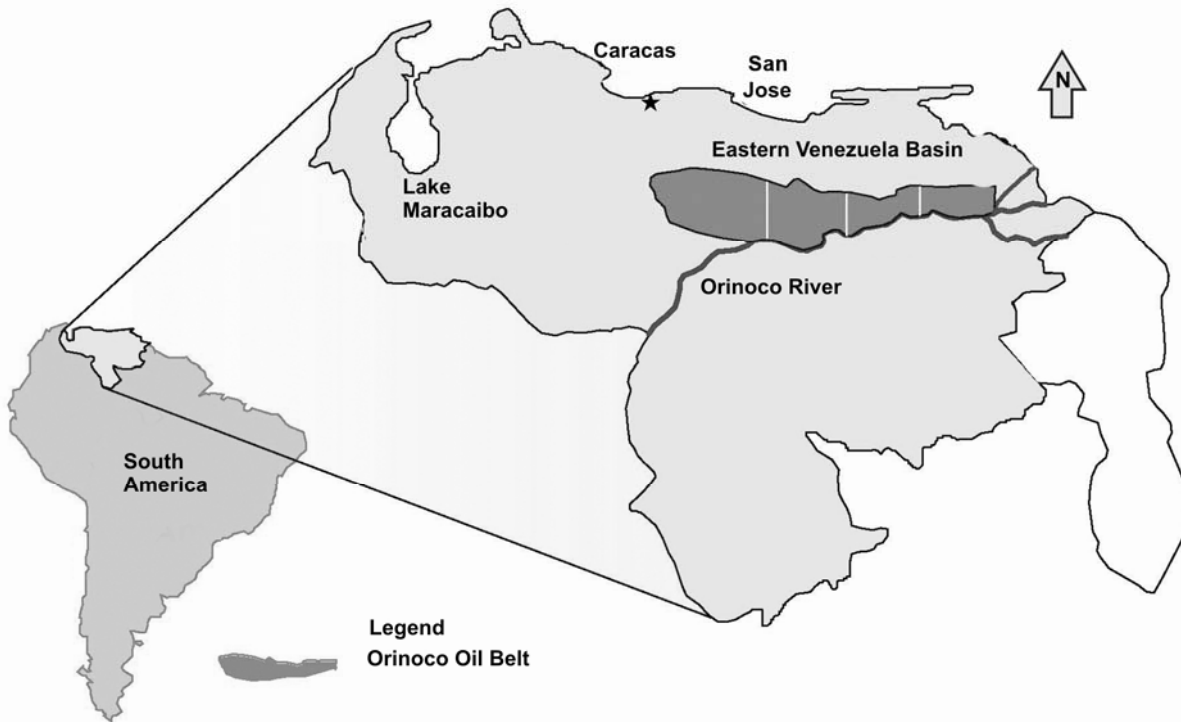 Caracas
San
Jose
N
Eastern Venezuela Basin
Lake
Maracaibo
Orinoco River
South
America
Legend
Orinoco Oil Belt